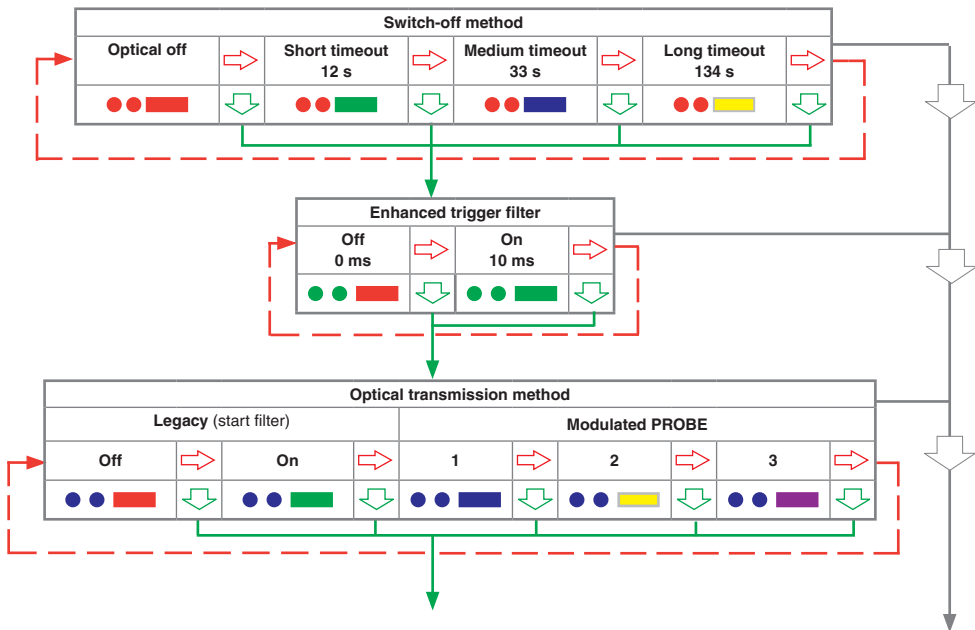 Switch-off method
Optical off
Short timeout
12 s
Medium timeout
33 s
Long timeout
134 s
Enhanced trigger filter
Off
0 ms
On
10 ms
Optical transmission method
Legacy (start filter)
Modulated PROBE
Off
On
1
2
3